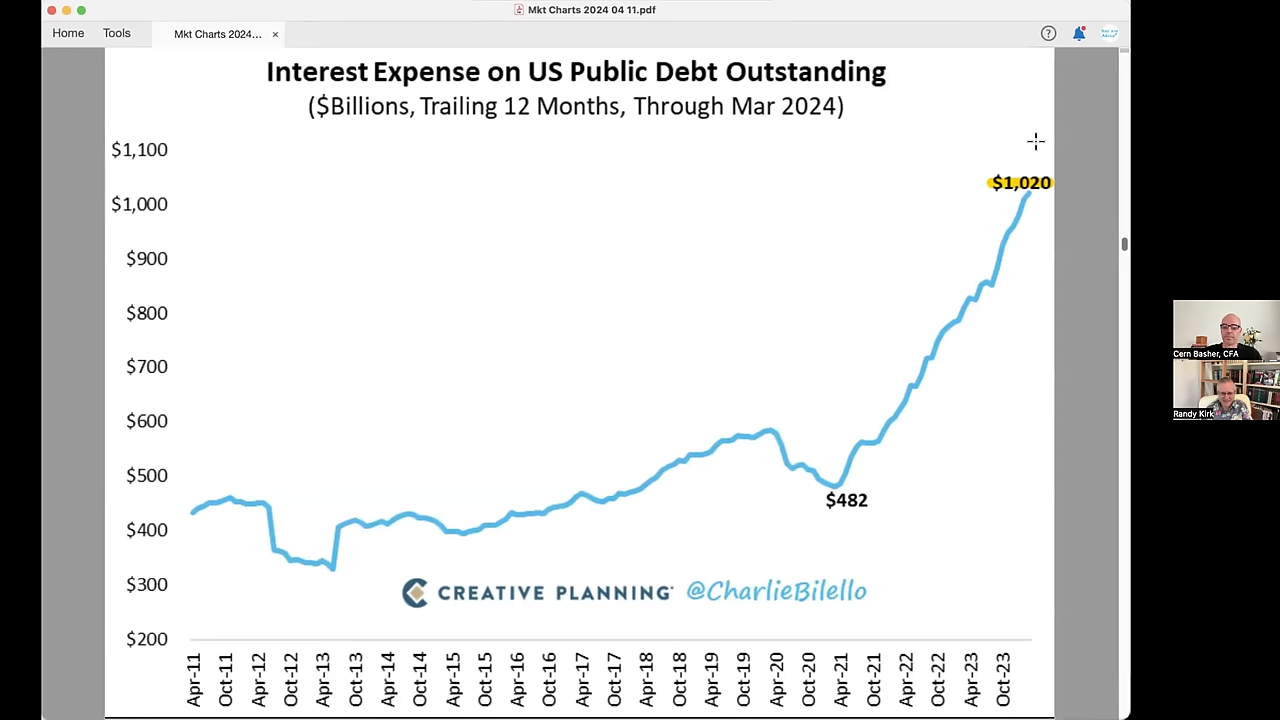 Mkt Charts 2024 04 11.pdf
Home
Tools
Mkt Charts 2024...
×
?
Interest Expense on US Public Debt Outstanding
($Billions, Trailing 12 Months, Through Mar 2024)
$1,100
$1,020
$1,000
$900
$800
$700
$600
$500
$482
$400
$300
$200
CREATIVE PLANNING @CharlieBilello
Apr-11
Oct-11
Apr-12
Oct-12
Apr-13
Oct-13
Apr-14
Oct-14
Apr-15
Oct-15
Apr-16
Oct-16
Apr-17
Oct-17
Apr-18
Oct-18
Apr-19
Oct-19
Apr-20
Oct-20
Apr-21
Oct-21
Apr-22
Oct-22
Apr-23
Oct-23
Cern Basher, CFA
Randy Kirk